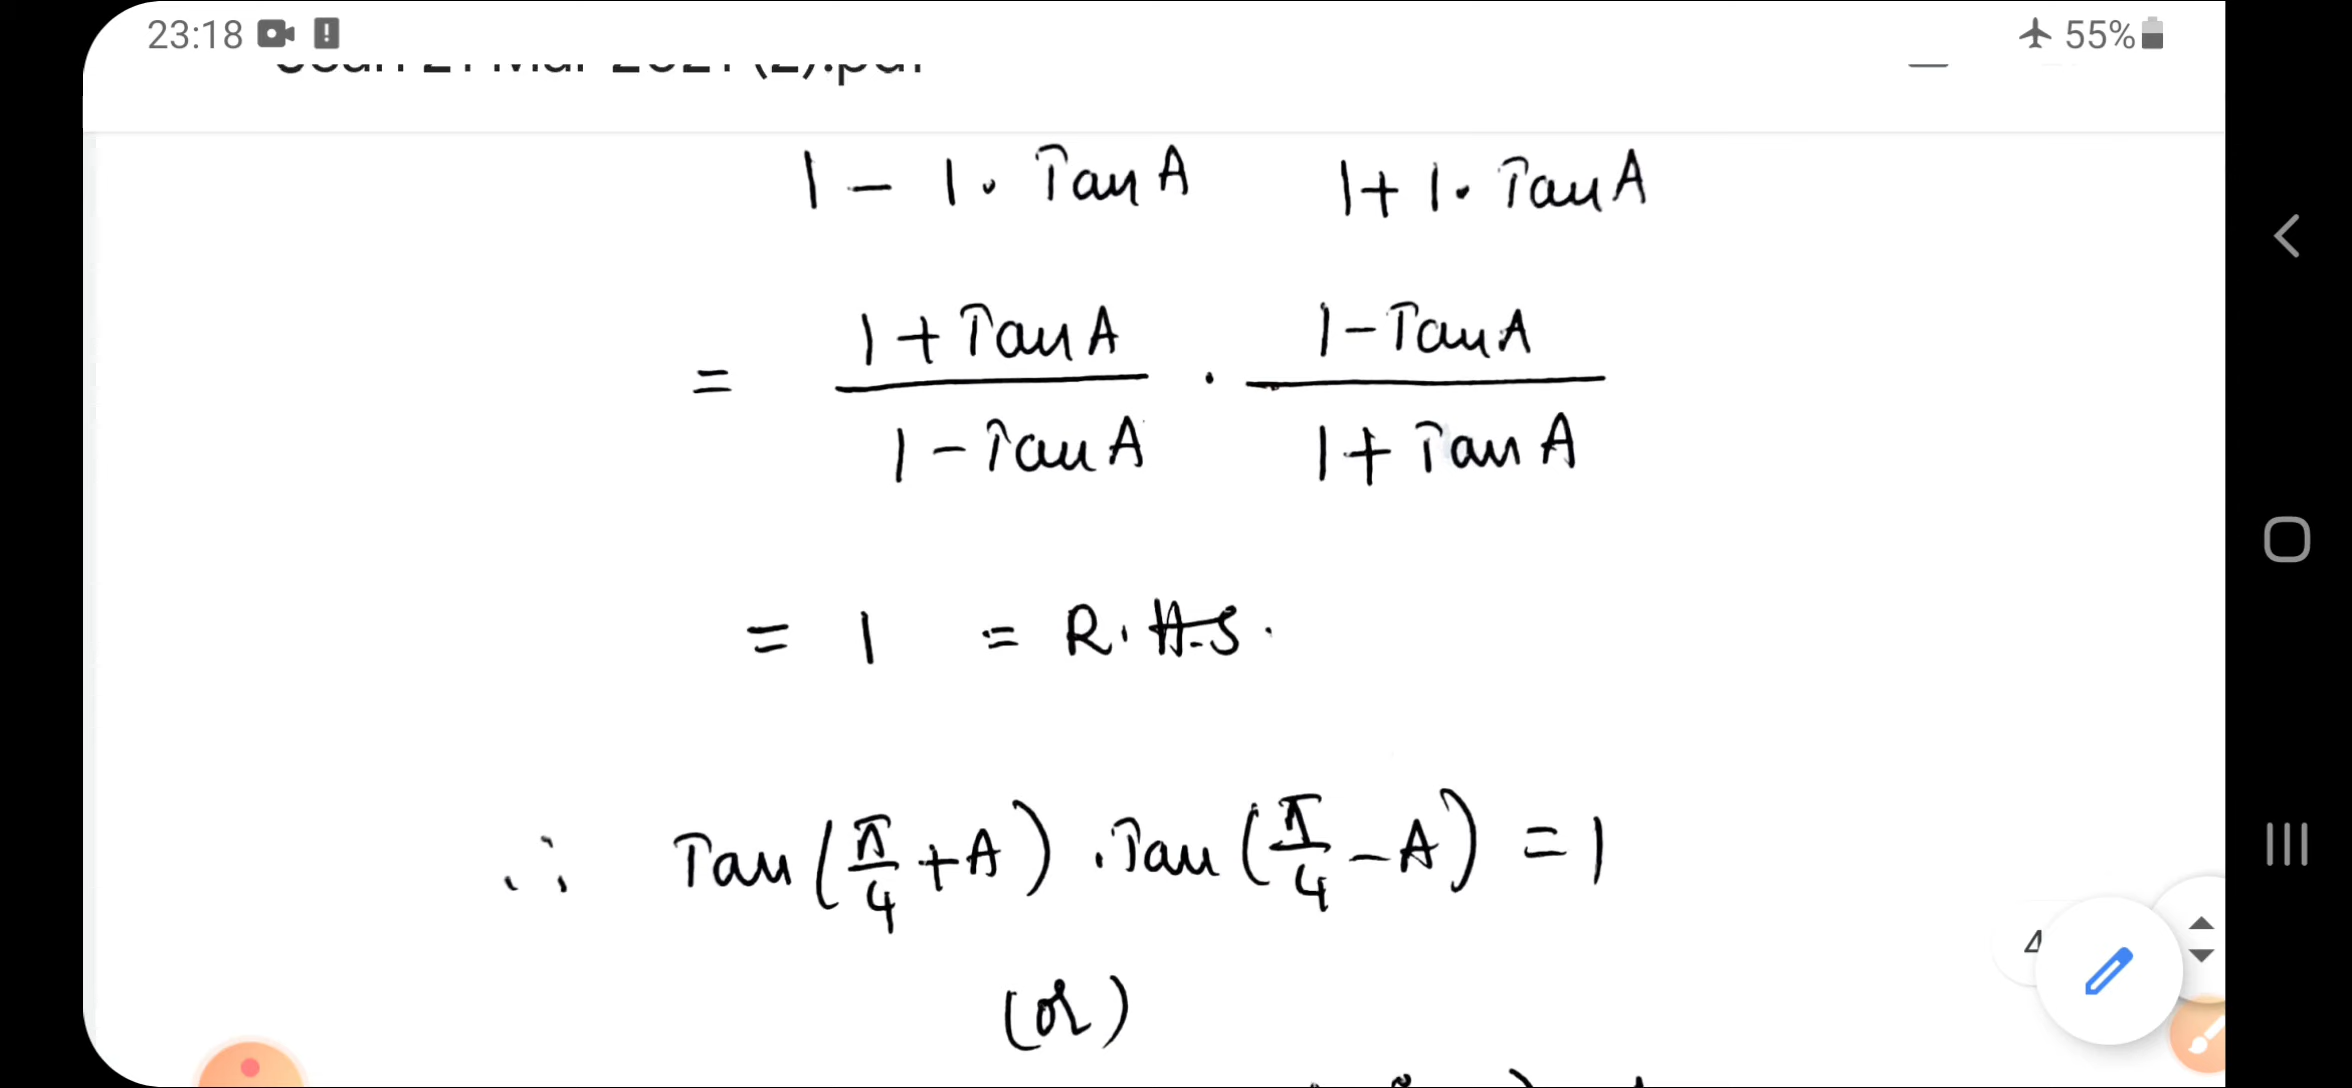 23:18 55%
1 - 1. Tan A 1 + 1. Tan A
= 1 + Tan A / 1 - Tan A . 1 - Tan A / 1 + Tan A
= 1 = R.H.S.
∴ Tan (π/4 + A) . Tan (π/4 - A) = 1
4
(or)